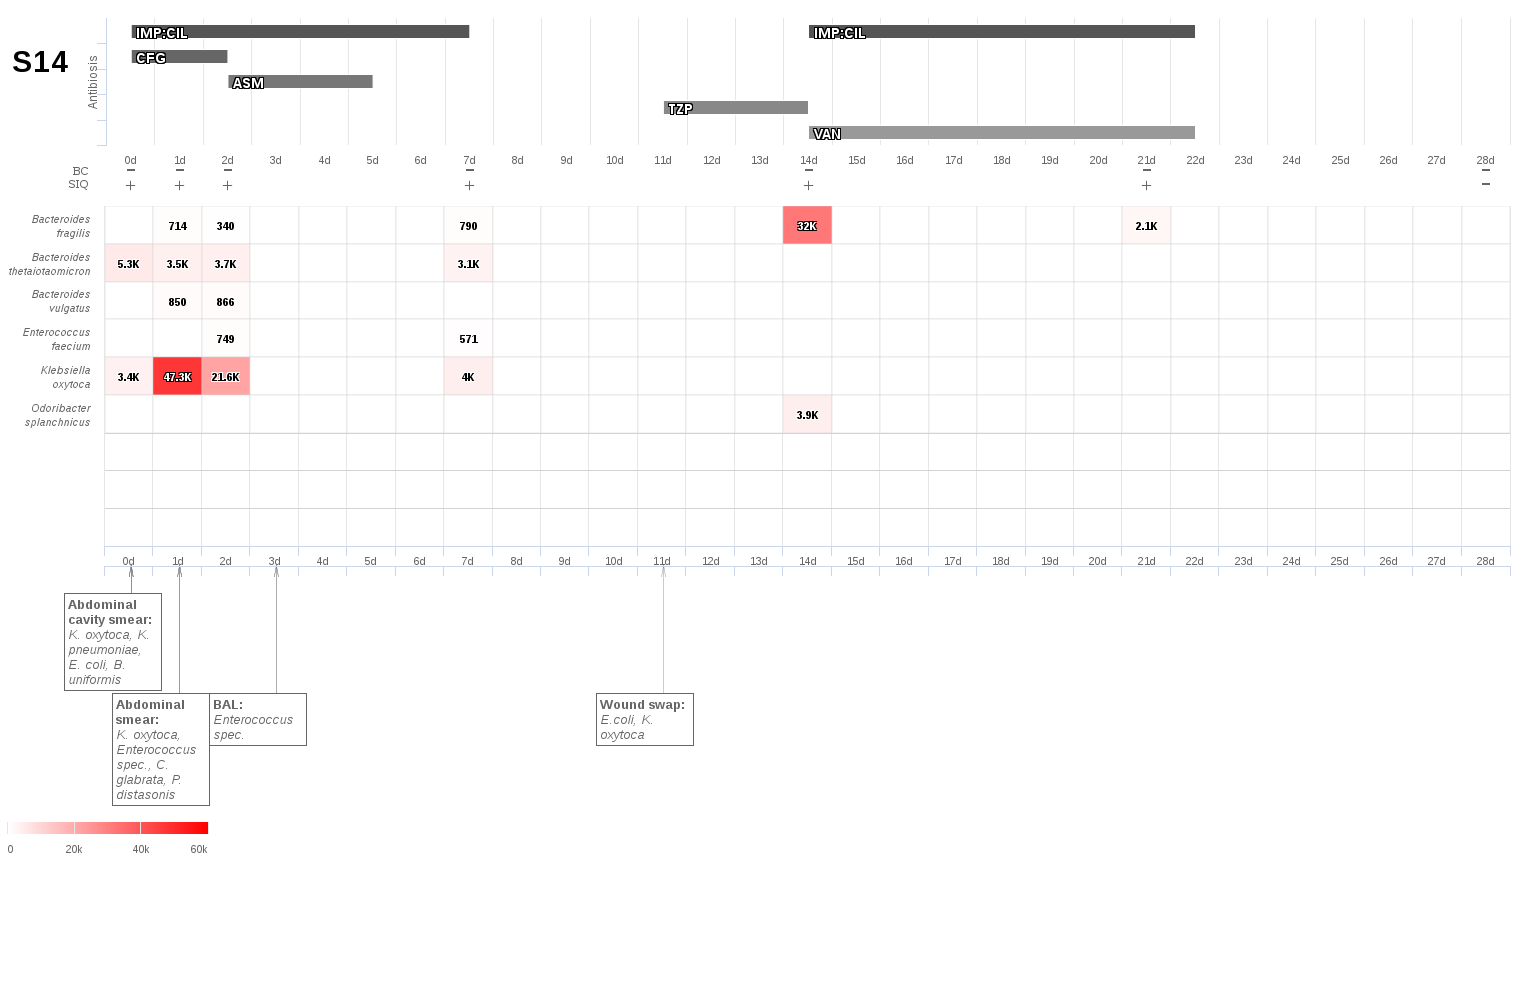 S14
Antibiosis
IMP:CIL IMP:CIL
CFG
ASM
TZP
VAN
0d 1d 2d 3d 4d 5d 6d 7d 8d 9d 10d 11d 12d 13d 14d 15d 16d 17d 18d 19d 20d 21d 22d 23d 24d 25d 26d 27d 28d
BC − − − − − − −
SIQ + + + + + + −
Bacteroides
fragilis
714 340 790 32K 2.1K
Bacteroides
thetaiotaomicron
5.3K 3.5K 3.7K 3.1K
Bacteroides
vulgatus
850 866
Enterococcus
faecium
749 571
Klebsiella
oxytoca
3.4K 47.3K 21.6K 4K
Odoribacter
splanchnicus
3.9K
0d 1d 2d 3d 4d 5d 6d 7d 8d 9d 10d 11d 12d 13d 14d 15d 16d 17d 18d 19d 20d 21d 22d 23d 24d 25d 26d 27d 28d
Abdominal
cavity smear:
K. oxytoca, K.
pneumoniae,
E. coli, B.
uniformis
Abdominal
smear:
K. oxytoca,
Enterococcus
spec., C.
glabrata, P.
distasonis
BAL:
Enterococcus
spec.
Wound swap:
E.coli, K.
oxytoca
0 20k 40k 60k